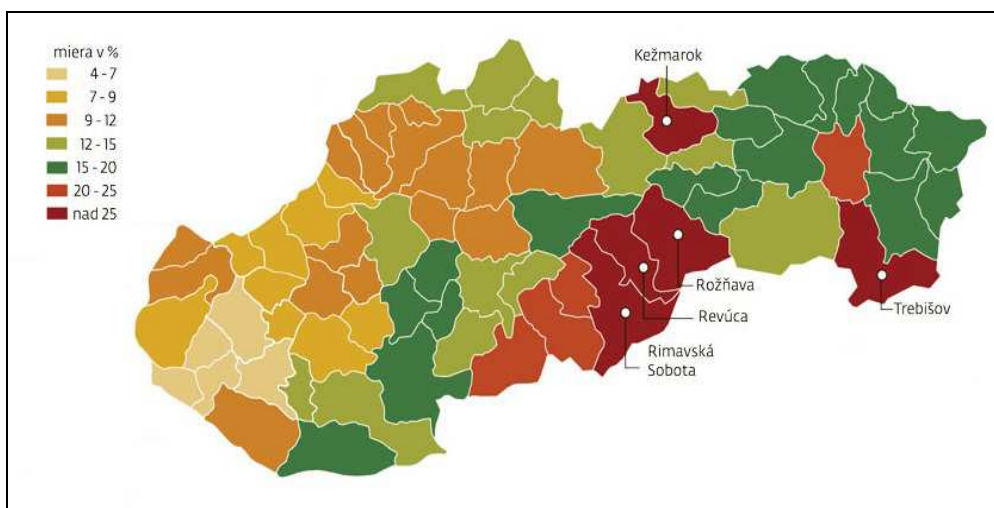 miera v %
4 - 7
7 - 9
9 - 12
12 - 15
15 - 20
20 - 25
nad 25
Kežmarok
Rožňava
Revúca
Rimavská
Sobota
Trebišov